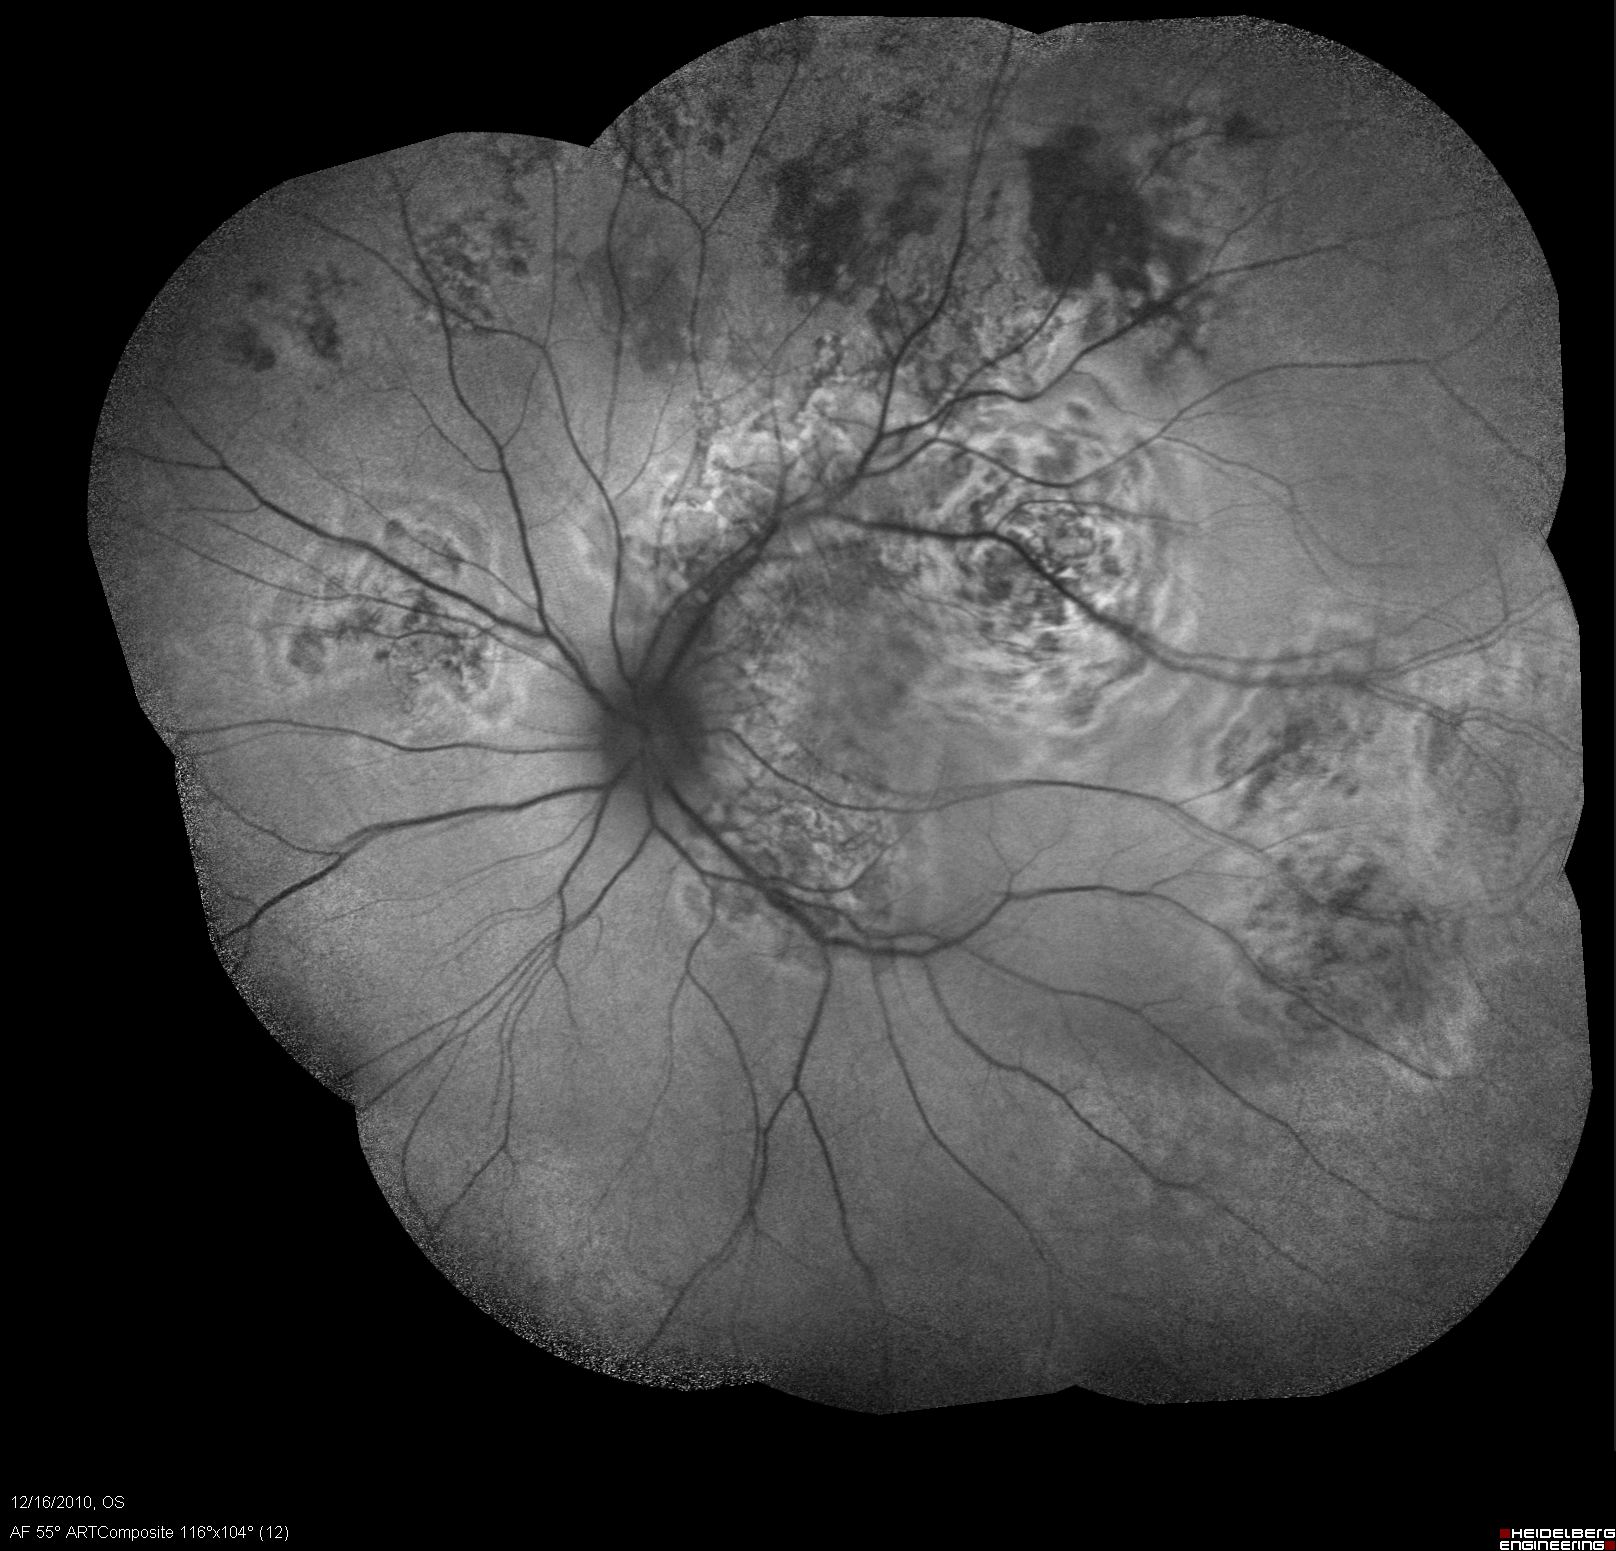 12/16/2010, OS
AF 55° ARTComposite 116°x104° (12)
HEIDELBERG
ENGINEERING